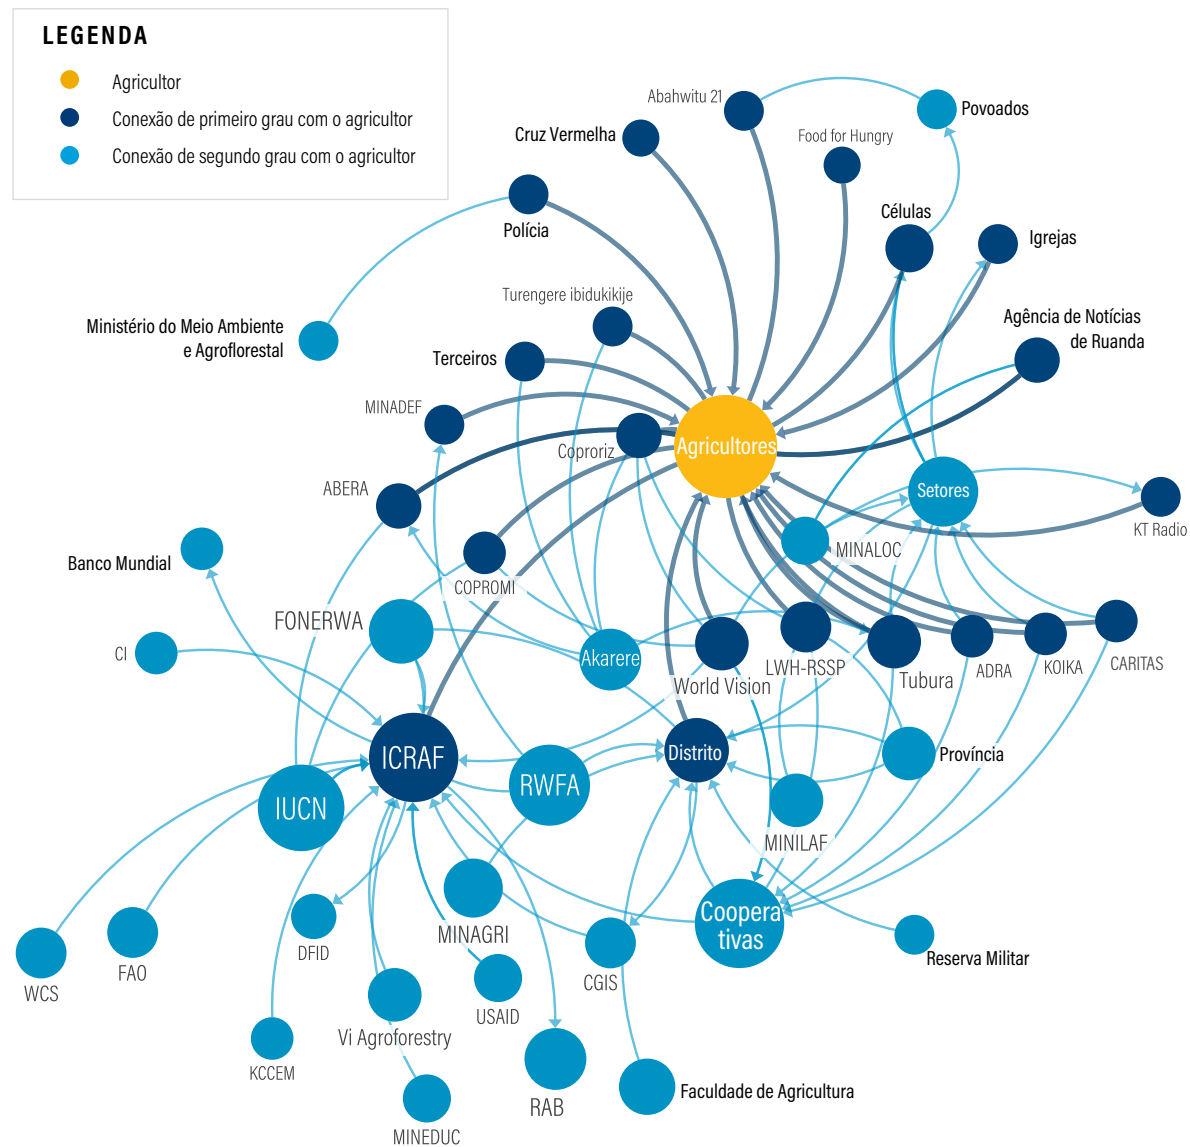 LEGENDA
Agricultor
Conexão de primeiro grau com o agricultor
Conexão de segundo grau com o agricultor
Abahwitu 21
Povoados
Cruz Vermelha
Food for Hungry
Polícia
Células
Igrejas
Turengere ibidukikije
Agência de Notícias
de Ruanda
Ministério do Meio Ambiente
e Agroflorestal
Terceiros
MINADEF
Coproriz
Agricultores
ABERA
Setores
KT Radio
Banco Mundial
MINALOC
COPROMI
FONERWA
CI
Akarere
World Vision
LWH-RSSP
Tubura
ADRA
KOIKA
CARITAS
ICRAF
Distrito
Província
RWFA
IUCN
MINILAF
MINAGRI
Coopera
tivas
DFID
FAO
WCS
CGIS
Reserva Militar
USAID
Vi Agroforestry
KCCEM
RAB
Faculdade de Agricultura
MINEDUC